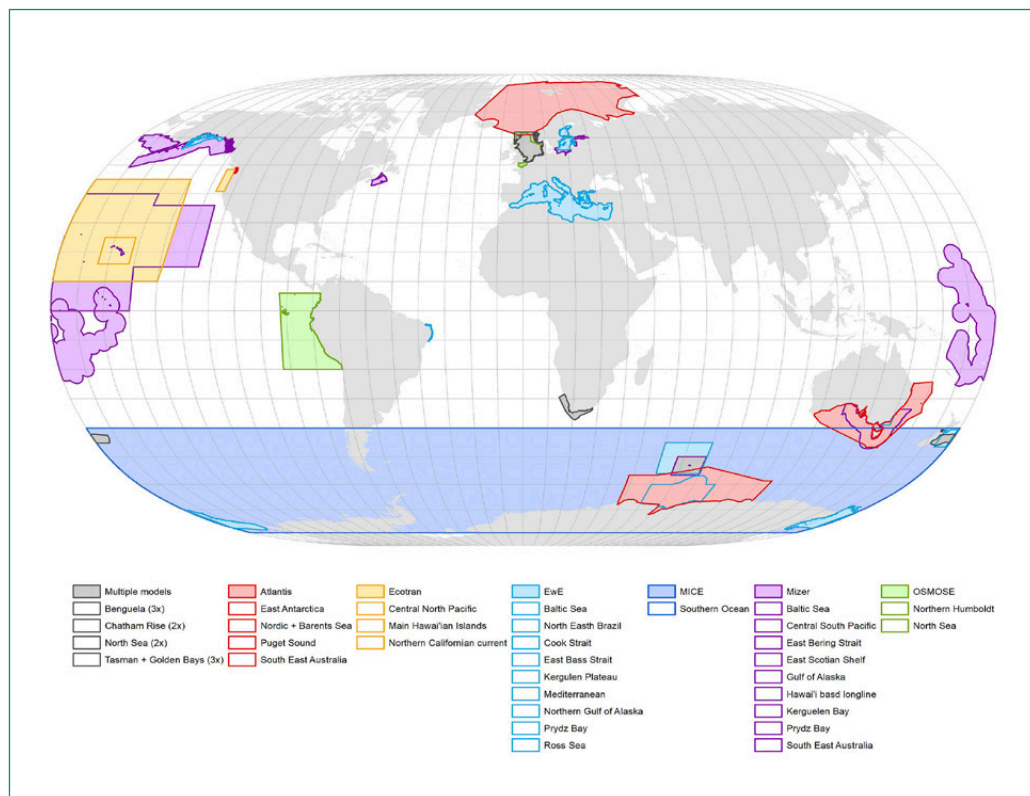 Multiple models
Benguela (3x)
Chatham Rise (2x)
North Sea (2x)
Tasman + Golden Bays (3x)
Atlantis
East Antarctica
Nordic + Barents Sea
Puget Sound
South East Australia
Ecotran
Central North Pacific
Main Hawai'ian Islands
Northern Californian current
EwE
Baltic Sea
North Eeasth Brazil
Cook Strait
East Bass Strait
Kergulen Plateau
Mediterranean
Northern Gulf of Alaska
Prydz Bay
Ross Sea
MICE
Southern Ocean
Mizer
Baltic Sea
Central South Pacific
East Bering Strait
East Scotian Shelf
Gulf of Alaska
Hawai'i basd longline
Kerguelen Bay
Prydz Bay
South East Australia
OSMOSE
Northern Humboldt
North Sea